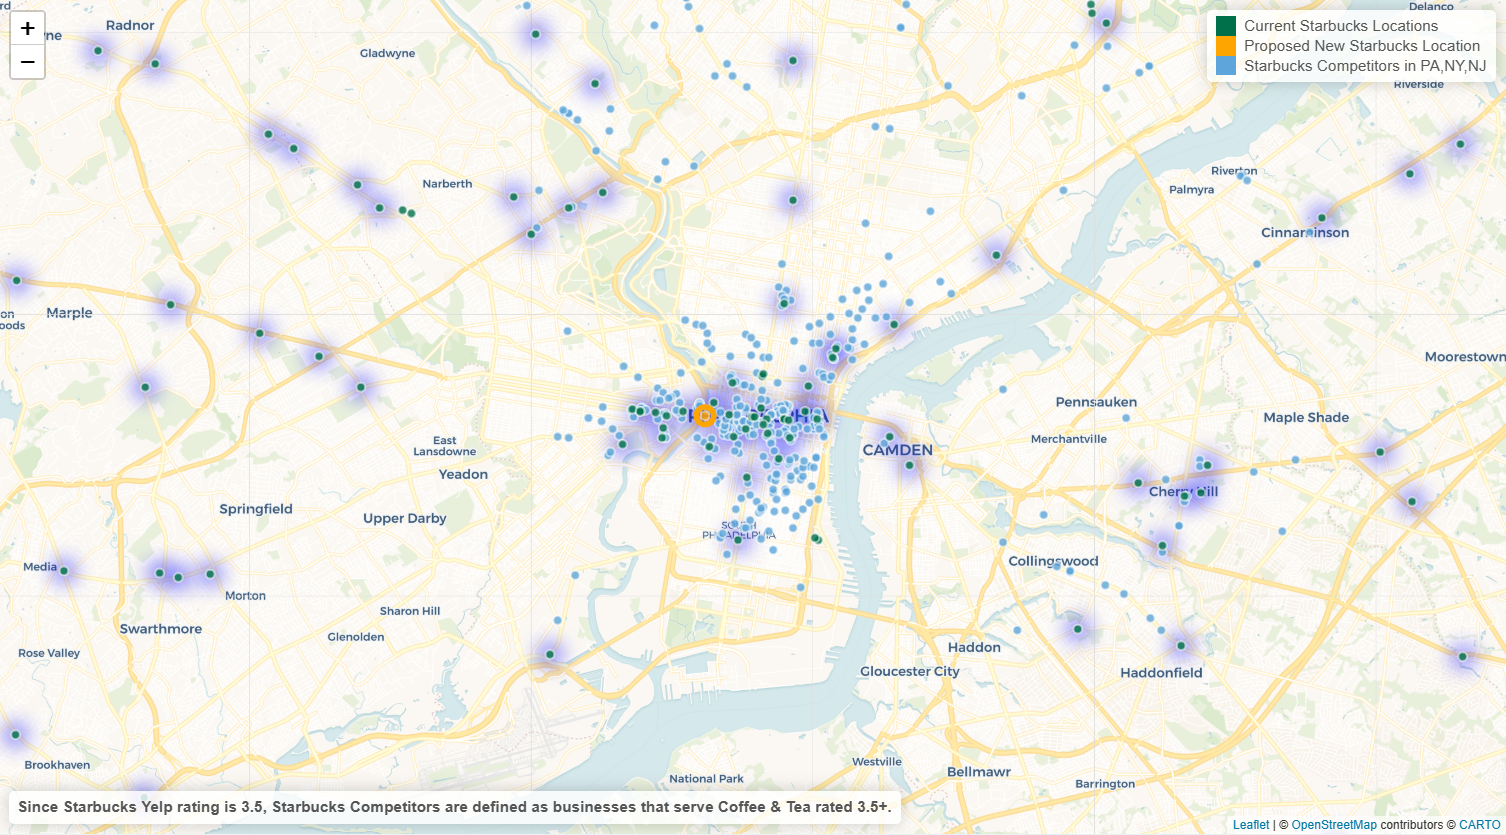 +
−
Radnor
Gladwyne
Delanco
Current Starbucks Locations
Proposed New Starbucks Location
Starbucks Competitors in PA,NY,NJ
Riverside
Narberth
Riverton
Palmyra
Cinnaminson
Marple
Moorestown
Pennsauken
Maple Shade
Merchantville
East
Lansdowne
CAMDEN
Yeadon
Cherry Hill
Springfield
Upper Darby
SOUTH
PHILADELPHIA
Collingswood
Media
Morton
Sharon Hill
Swarthmore
Glenolden
Rose Valley
Haddon
Gloucester City
Haddonfield
Brookhaven
Westville
National Park
Bellmawr
Barrington
Since Starbucks Yelp rating is 3.5, Starbucks Competitors are defined as businesses that serve Coffee & Tea rated 3.5+.
Leaflet | © OpenStreetMap contributors © CARTO